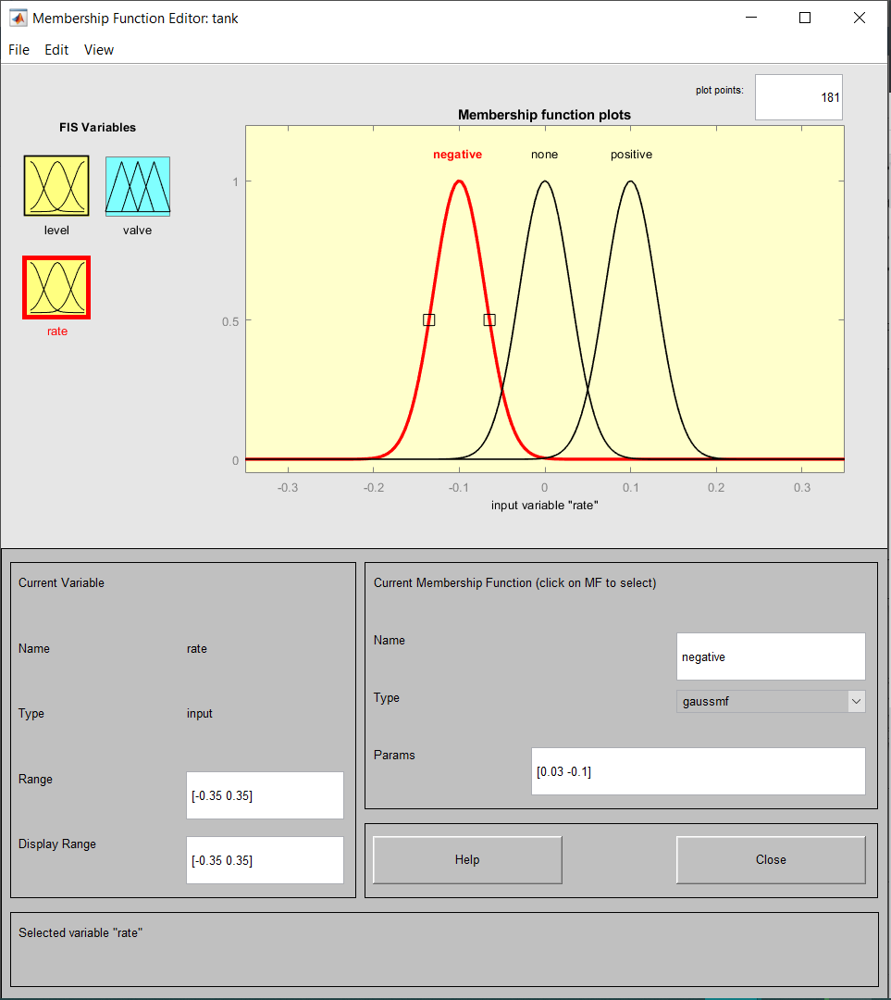 Membership Function Editor: tank
File Edit View
plot points: 181
FIS Variables
Membership function plots
level valve
rate
negative none positive
1
0.5
0
-0.3 -0.2 -0.1 0 0.1 0.2 0.3
input variable "rate"
Current Variable
Name rate
Type input
Range [-0.35 0.35]
Display Range [-0.35 0.35]
Current Membership Function (click on MF to select)
Name negative
Type gaussmf
Params [0.03 -0.1]
Help Close
Selected variable "rate"